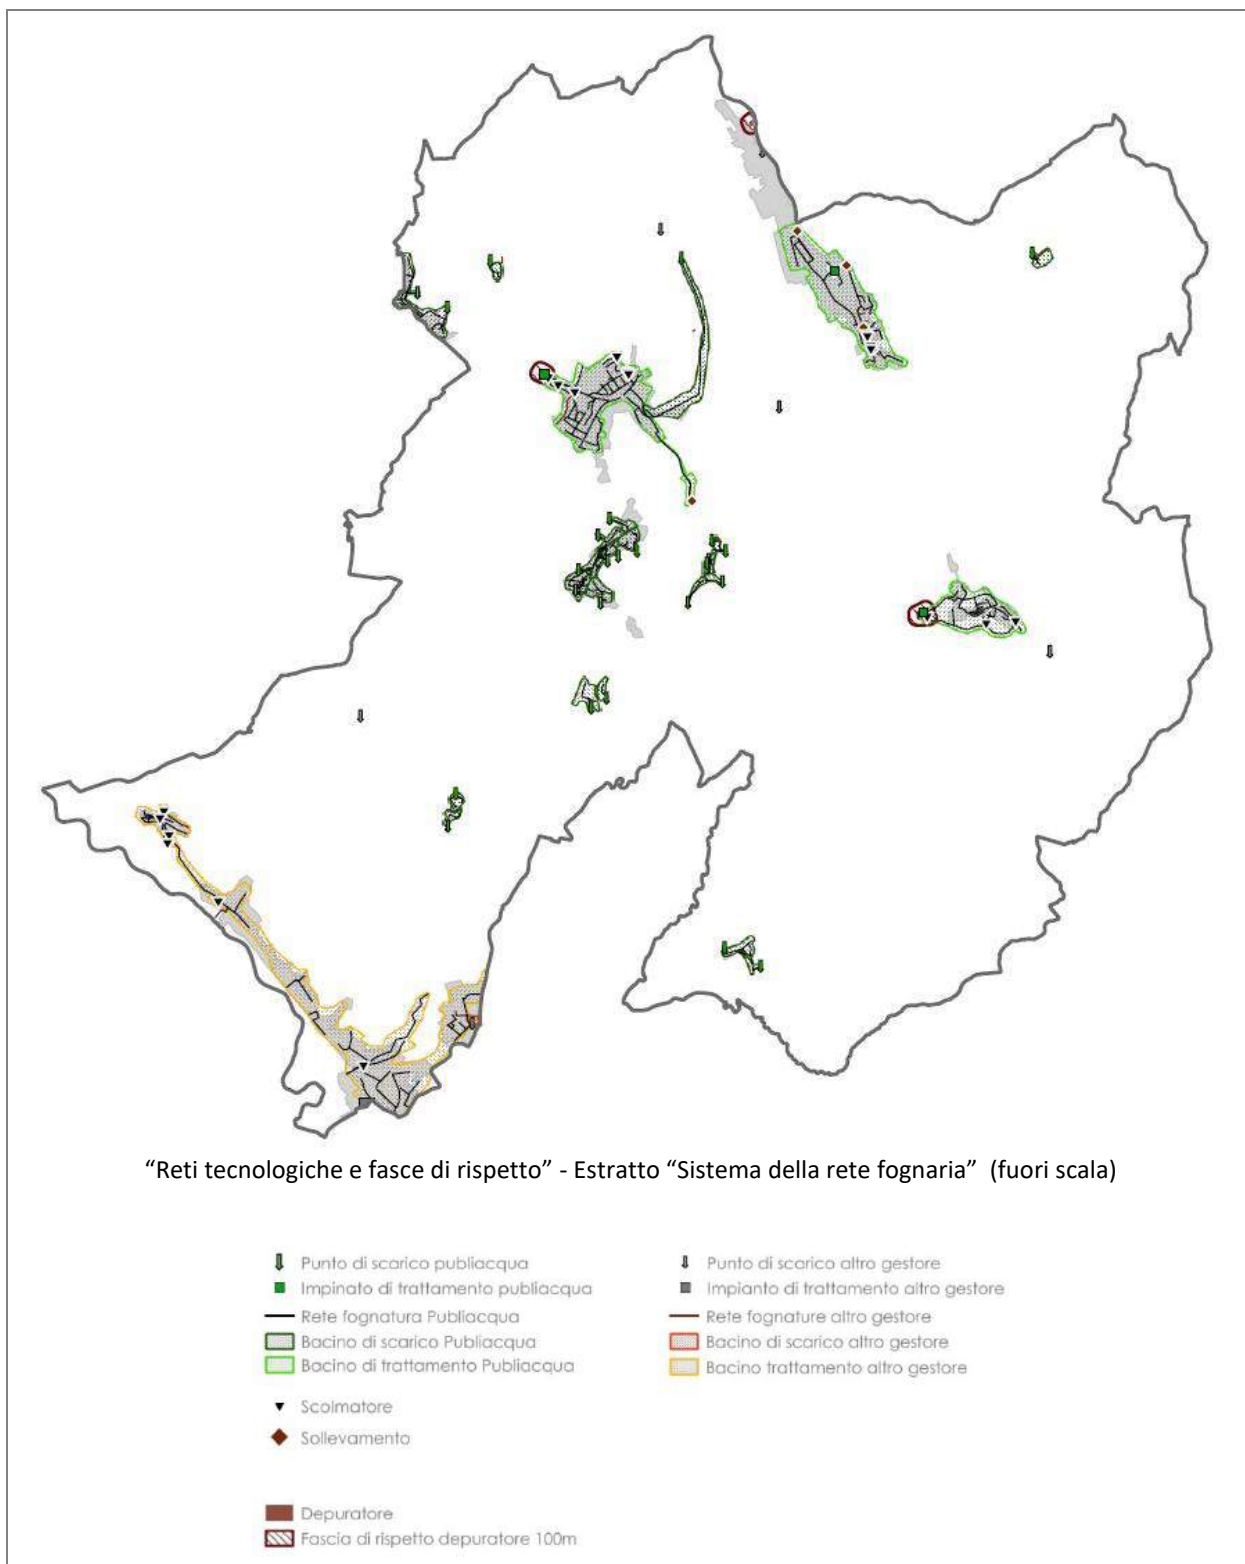 “Reti tecnologiche e fasce di rispetto” - Estratto “Sistema della rete fognaria” (fuori scala)
Punto di scarico publiacqua
Impinato di trattamento publiacqua
Rete fognatura Publiacqua
Bacino di scarico Publiacqua
Bacino di trattamento Publiacqua
Scolmatore
Sollevamento
Depuratore
Fascia di rispetto depuratore 100m
Punto di scarico altro gestore
Impianto di trattamento altro gestore
Rete fognature altro gestore
Bacino di scarico altro gestore
Bacino trattamento altro gestore